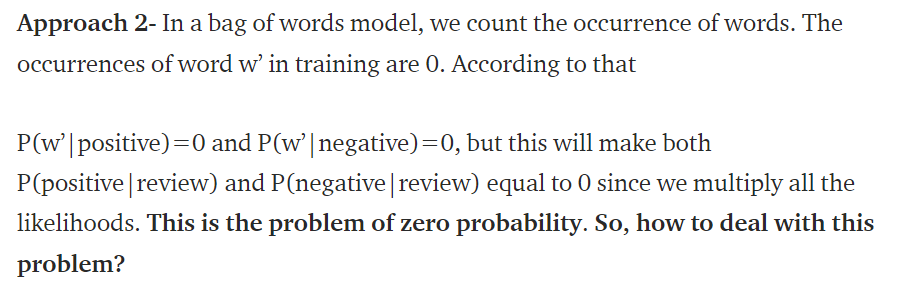 Approach 2- In a bag of words model, we count the occurrence of words. The
occurrences of word w’ in training are 0. According to that
P(w’|positive)=0 and P(w’|negative)=0, but this will make both
P(positive|review) and P(negative|review) equal to 0 since we multiply all the
likelihoods. This is the problem of zero probability. So, how to deal with this
problem?